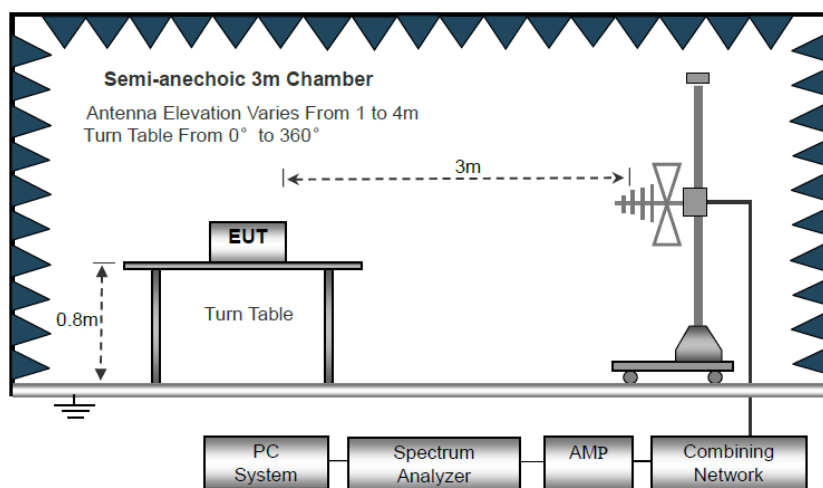 Semi-anechoic 3m Chamber
Antenna Elevation Varies From 1 to 4m
Turn Table From 0° to 360°
3m
EUT
0.8m
Turn Table
PC
System
Spectrum
Analyzer
AMP
Combining
Network